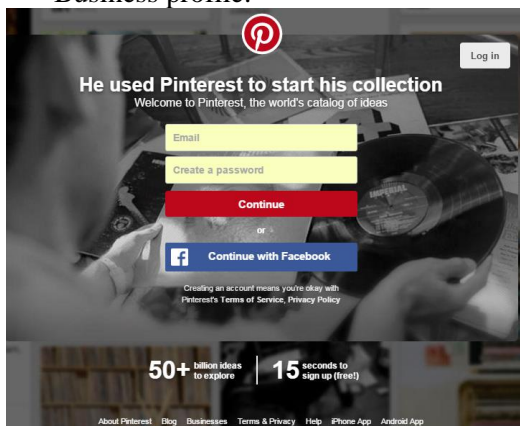 Business profile:
Log in
He used Pinterest to start his collection
Welcome to Pinterest, the world's catalog of ideas
Email
Create a password
Continue
or
Continue with Facebook
Creating an account means you're okay with
Pinterest's Terms of Service, Privacy Policy
50+ billion ideas
to explore
15 seconds to
sign up (free!)
About Pinterest Blog Businesses Terms & Privacy Help iPhone App Android App